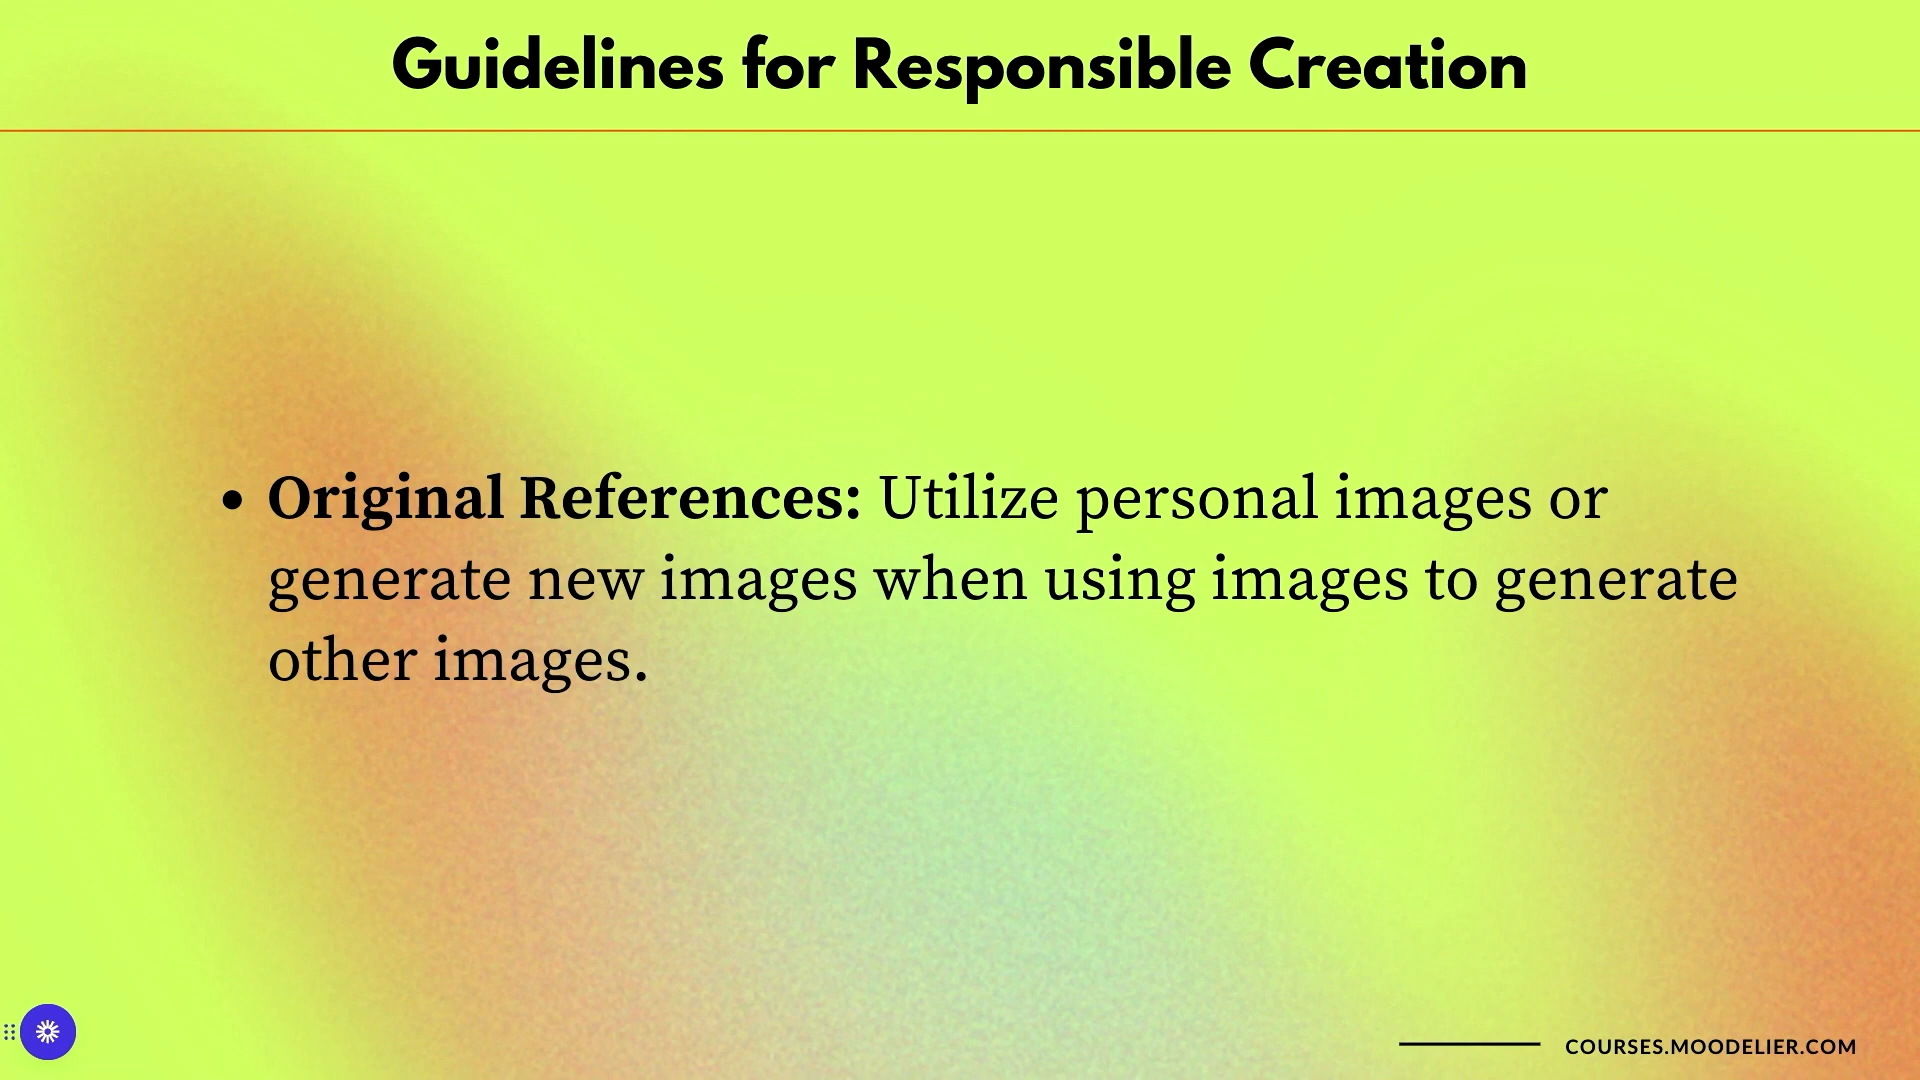 Guidelines for Responsible Creation
• Original References: Utilize personal images or
generate new images when using images to generate
other images.
COURSES.MOODELIER.COM